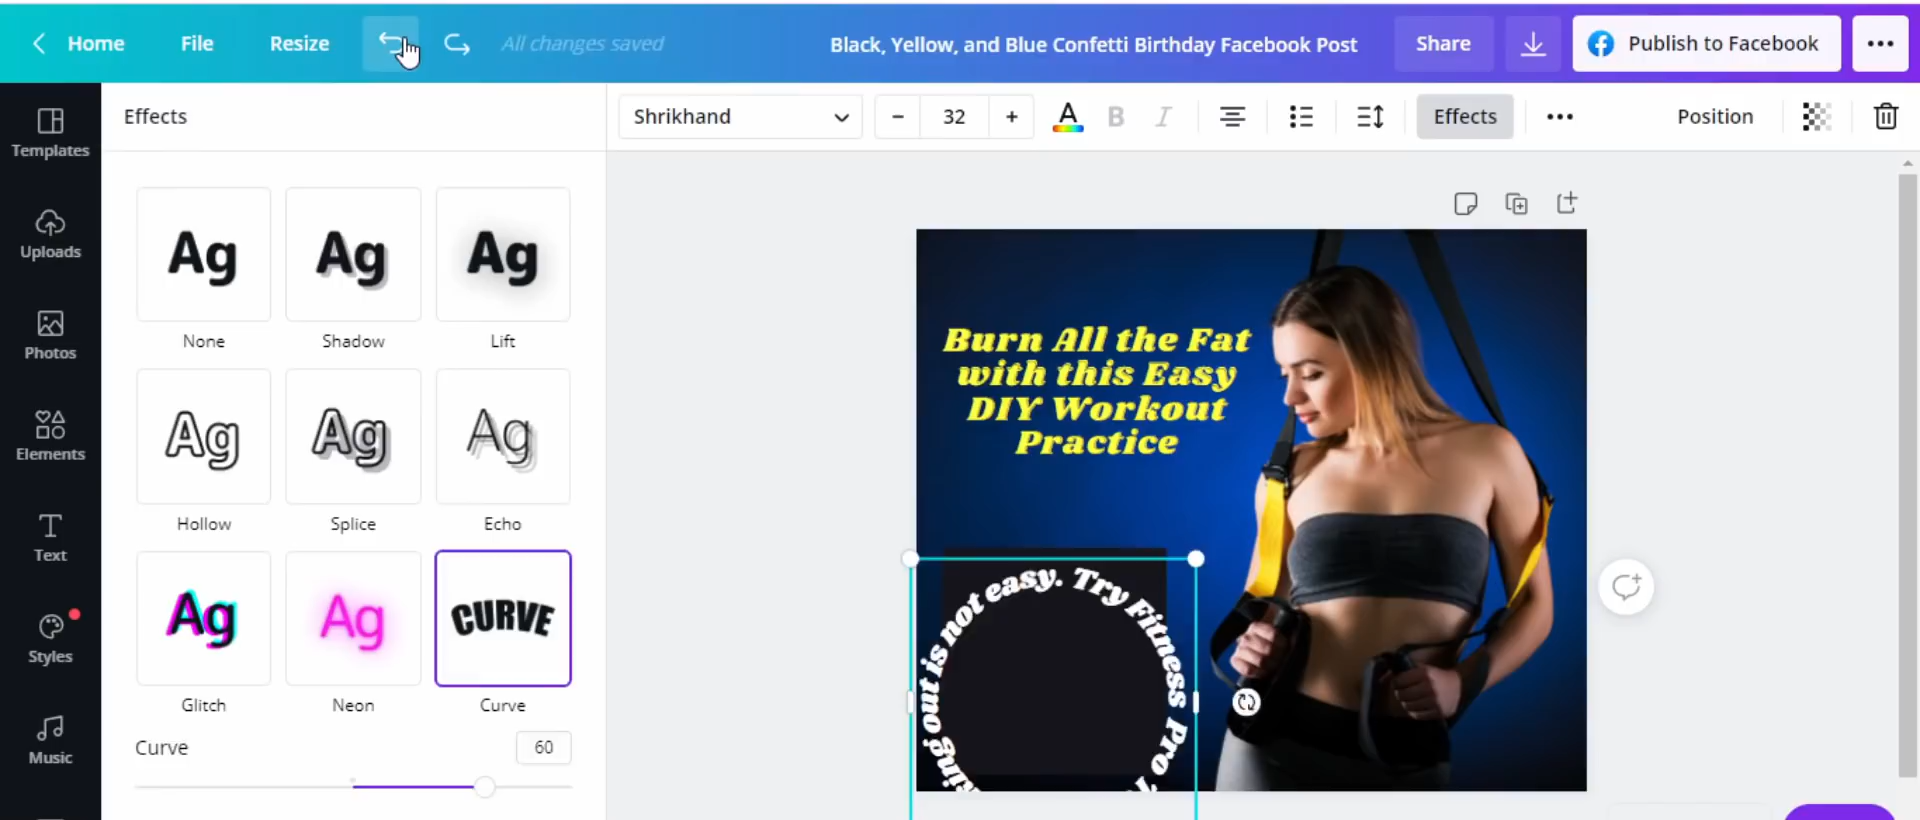 Home File Resize All changes saved Black, Yellow, and Blue Confetti Birthday Facebook Post Share Publish to Facebook
Effects Shrikhand − 32 + A B I Effects Position
Templates
Uploads
Photos
Elements
Text
Styles
Music
Ag Ag Ag
None Shadow Lift
Ag Ag Ag
Hollow Splice Echo
Ag Ag CURVE
Glitch Neon Curve
Curve 60
Burn All the Fat
with this Easy
DIY Workout
Practice
out is not easy. Try Fitness Pro